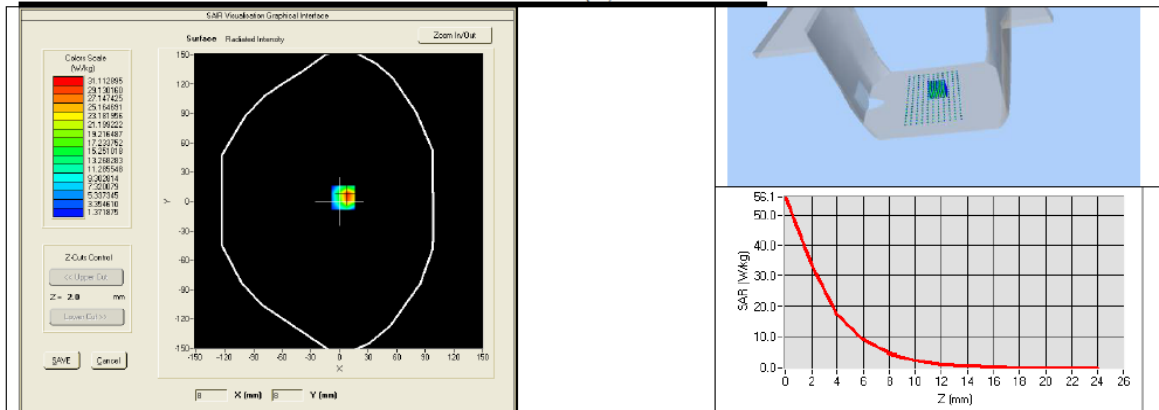 SAR Visualisation Graphical Interface
Surface Radiated Intensity
Zoom In/Out
Colors Scale
(W/kg)
31.112895
29.130160
27.147425
25.164691
23.181956
21.199222
19.216487
17.233752
15.251018
13.268283
11.285548
9.302814
7.320079
5.337345
3.354610
1.371875
150
120
90
60
30
0
-30
-60
-90
-120
-150
Y
-150 -120 -90 -60 -30 0 30 60 90 120 150
X
Z-Cuts Control
<< Upper Cut
Z = 2.0 mm
Lower Cut >>
SAVE Cancel
8 X (mm) 8 Y (mm)
56.1
50.0
40.0
30.0
20.0
10.0
0.0
SAR (W/kg)
0 2 4 6 8 10 12 14 16 18 20 22 24 26
Z (mm)